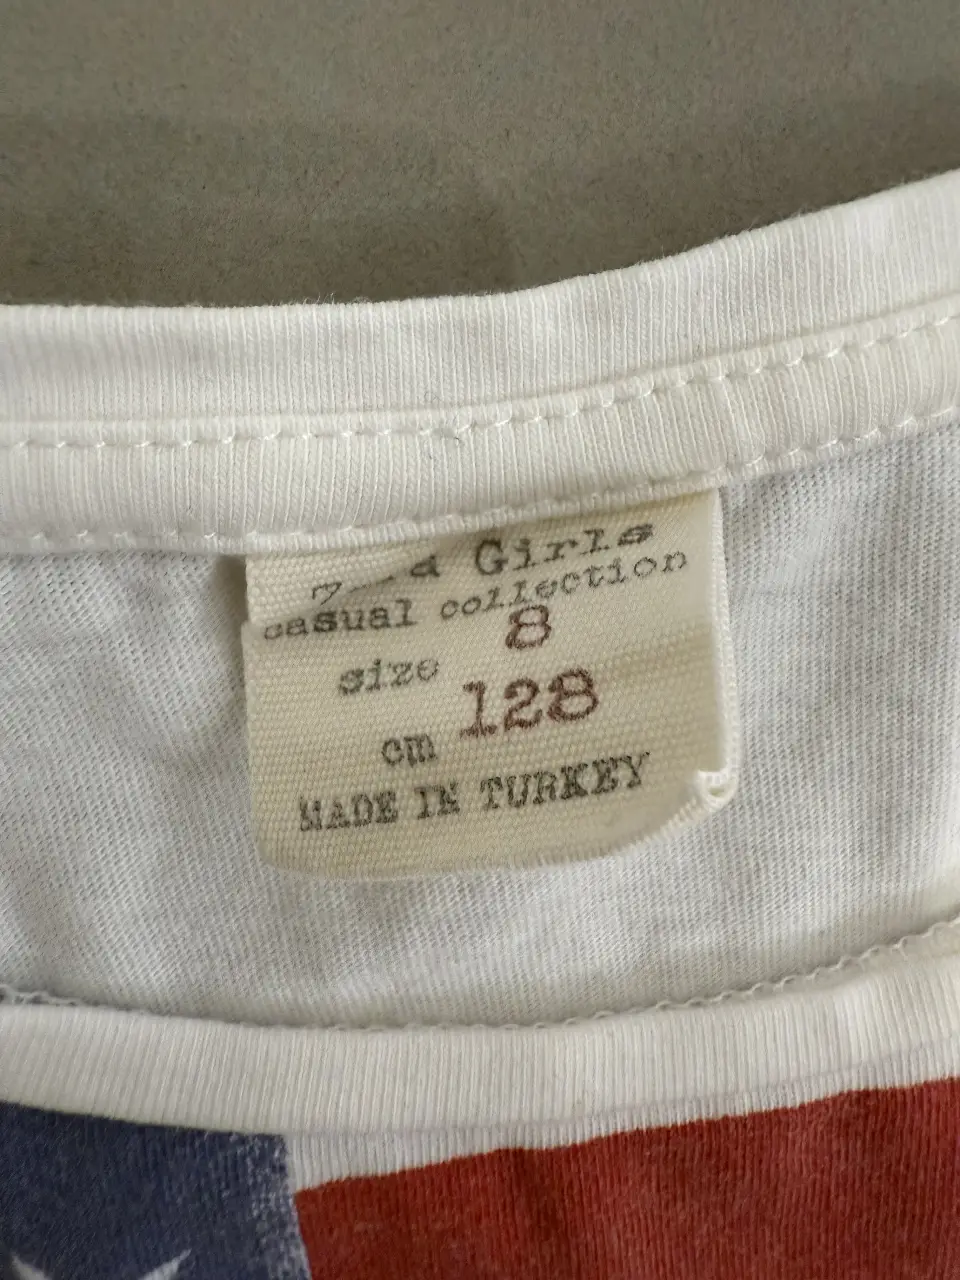 Girls
casual collection
size 8
cm 128
MADE IN TURKEY